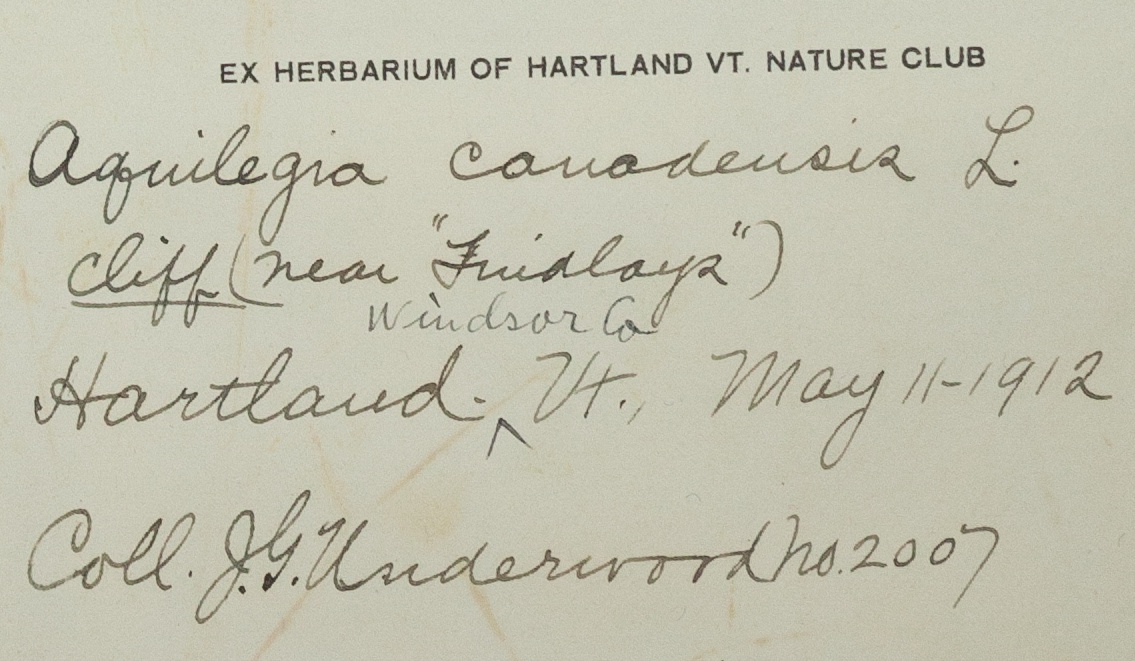 EX HERBARIUM OF HARTLAND VT. NATURE CLUB
Aquilegia canadensis L.
cliff (near "Findlays")
Windsor Co
Hartland. ^ Vt., May 11-1912
Coll. J.G. Underwood No. 2007